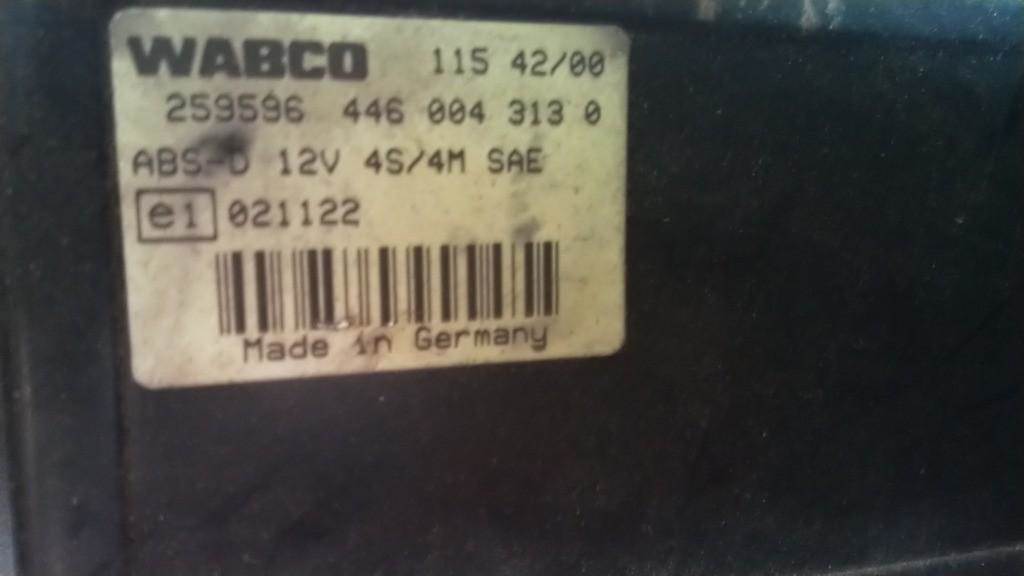 WABCO 115 42/00
259596 446 004 313 0
ABS-D 12V 4S/4M SAE
e1 021122
Made in Germany